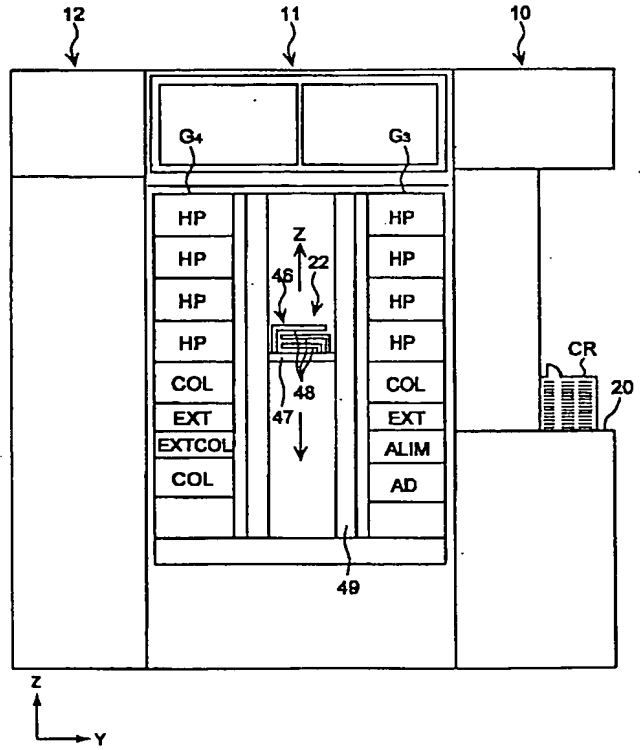 12 11 10
G4 G3
HP HP
HP Z HP
46 22
HP HP
HP HP
CR
COL COL
48
20
47
EXT EXT
EXTCOL ALIM
COL AD
49
Z
Y